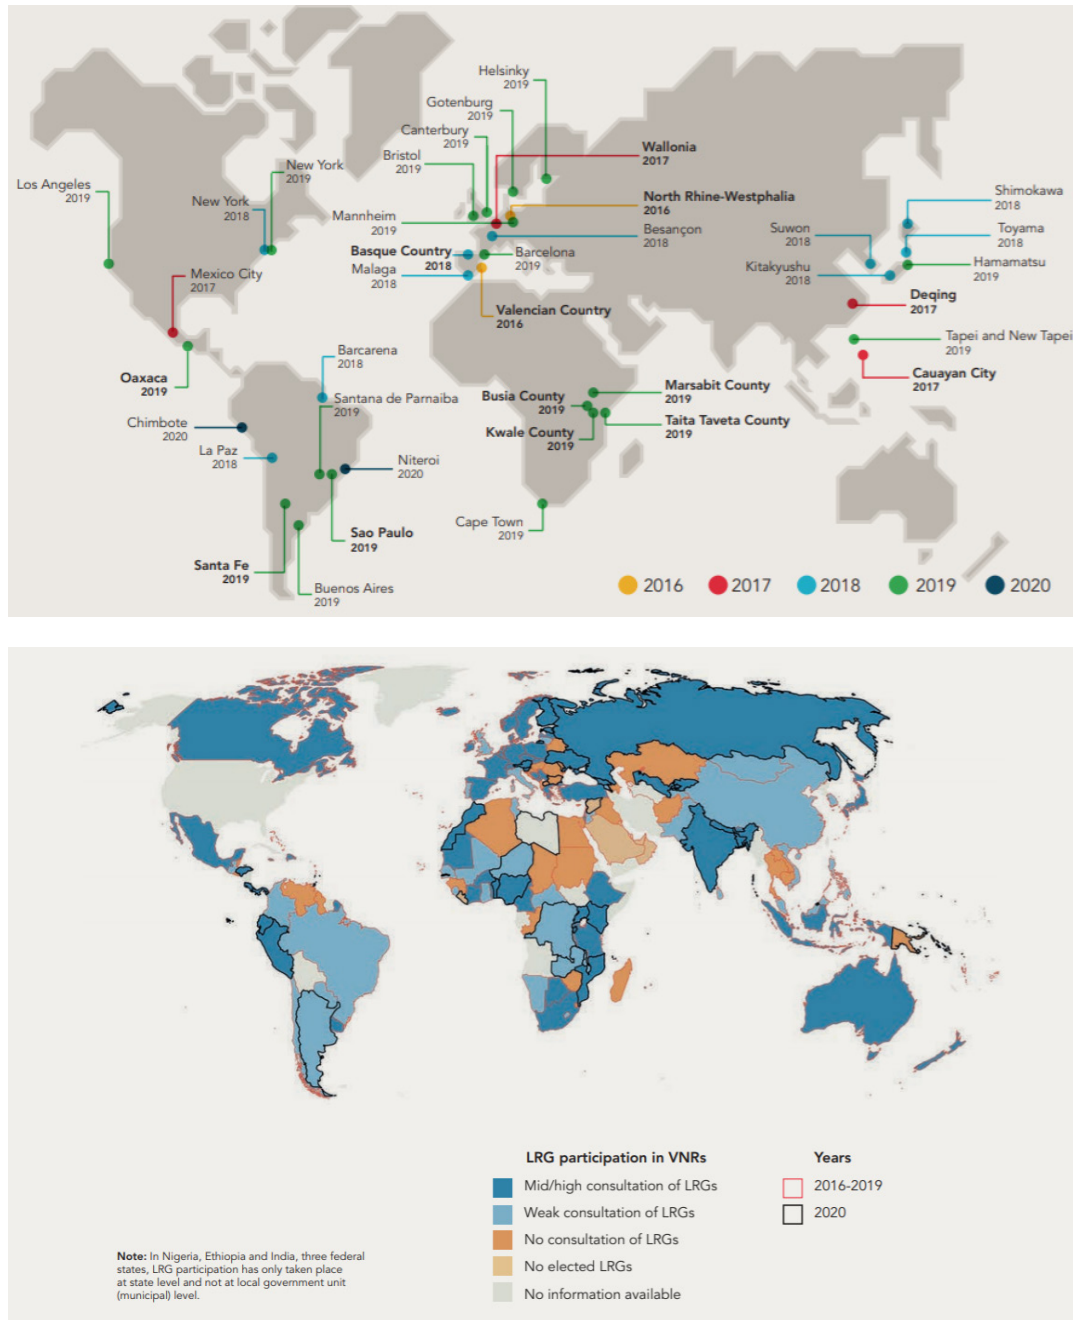 Helsinky
2019
Gotenburg
2019
Canterbury
2019
Bristol
2019
Wallonia
2017
New York
2019
Los Angeles
2019
New York
2018
North Rhine-Westphalia
2016
Shimokawa
2018
Mannheim
2019
Besançon
2018
Suwon
2018
Toyama
2018
Basque Country
2018
Barcelona
2019
Malaga
2018
Kitakyushu
2018
Hamamatsu
2019
Mexico City
2017
Valencian Country
2016
Deqing
2017
Tapei and New Tapei
2019
Barcarena
2018
Oaxaca
2019
Cauayan City
2017
Santana de Parnaiba
2019
Busia County
2019
Marsabit County
2019
Chimbote
2020
Kwale County
2019
Taita Taveta County
2019
La Paz
2018
Niteroi
2020
Cape Town
2019
Sao Paulo
2019
Santa Fe
2019
Buenos Aires
2019
2016
2017
2018
2019
2020
LRG participation in VNRs
Mid/high consultation of LRGs
Weak consultation of LRGs
No consultation of LRGs
No elected LRGs
No information available
Years
2016-2019
2020
Note: In Nigeria, Ethiopia and India, three federal
states, LRG participation has only taken place
at state level and not at local government unit
(municipal) level.